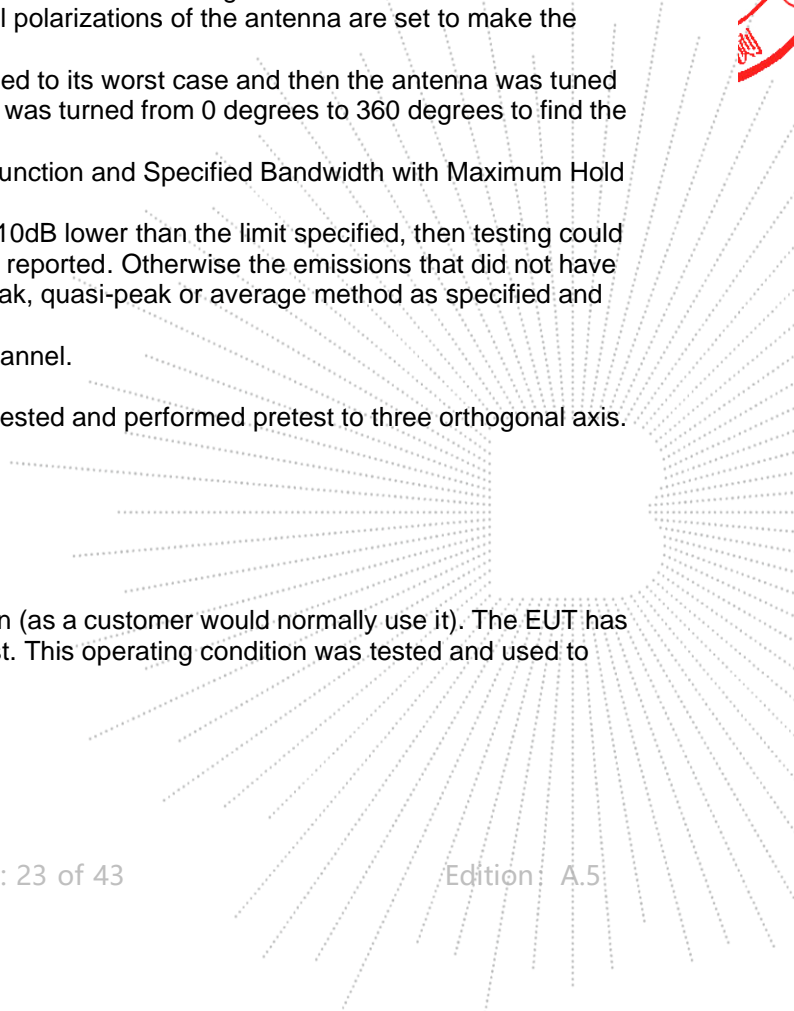 l polarizations of the antenna are set to make the
ed to its worst case and then the antenna was tuned
was turned from 0 degrees to 360 degrees to find the
unction and Specified Bandwidth with Maximum Hold
10dB lower than the limit specified, then testing could
reported. Otherwise the emissions that did not have
ak, quasi-peak or average method as specified and
annel.
ested and performed pretest to three orthogonal axis.
n (as a customer would normally use it). The EUT has
st. This operating condition was tested and used to
: 23 of 43 Edition: A.5
测